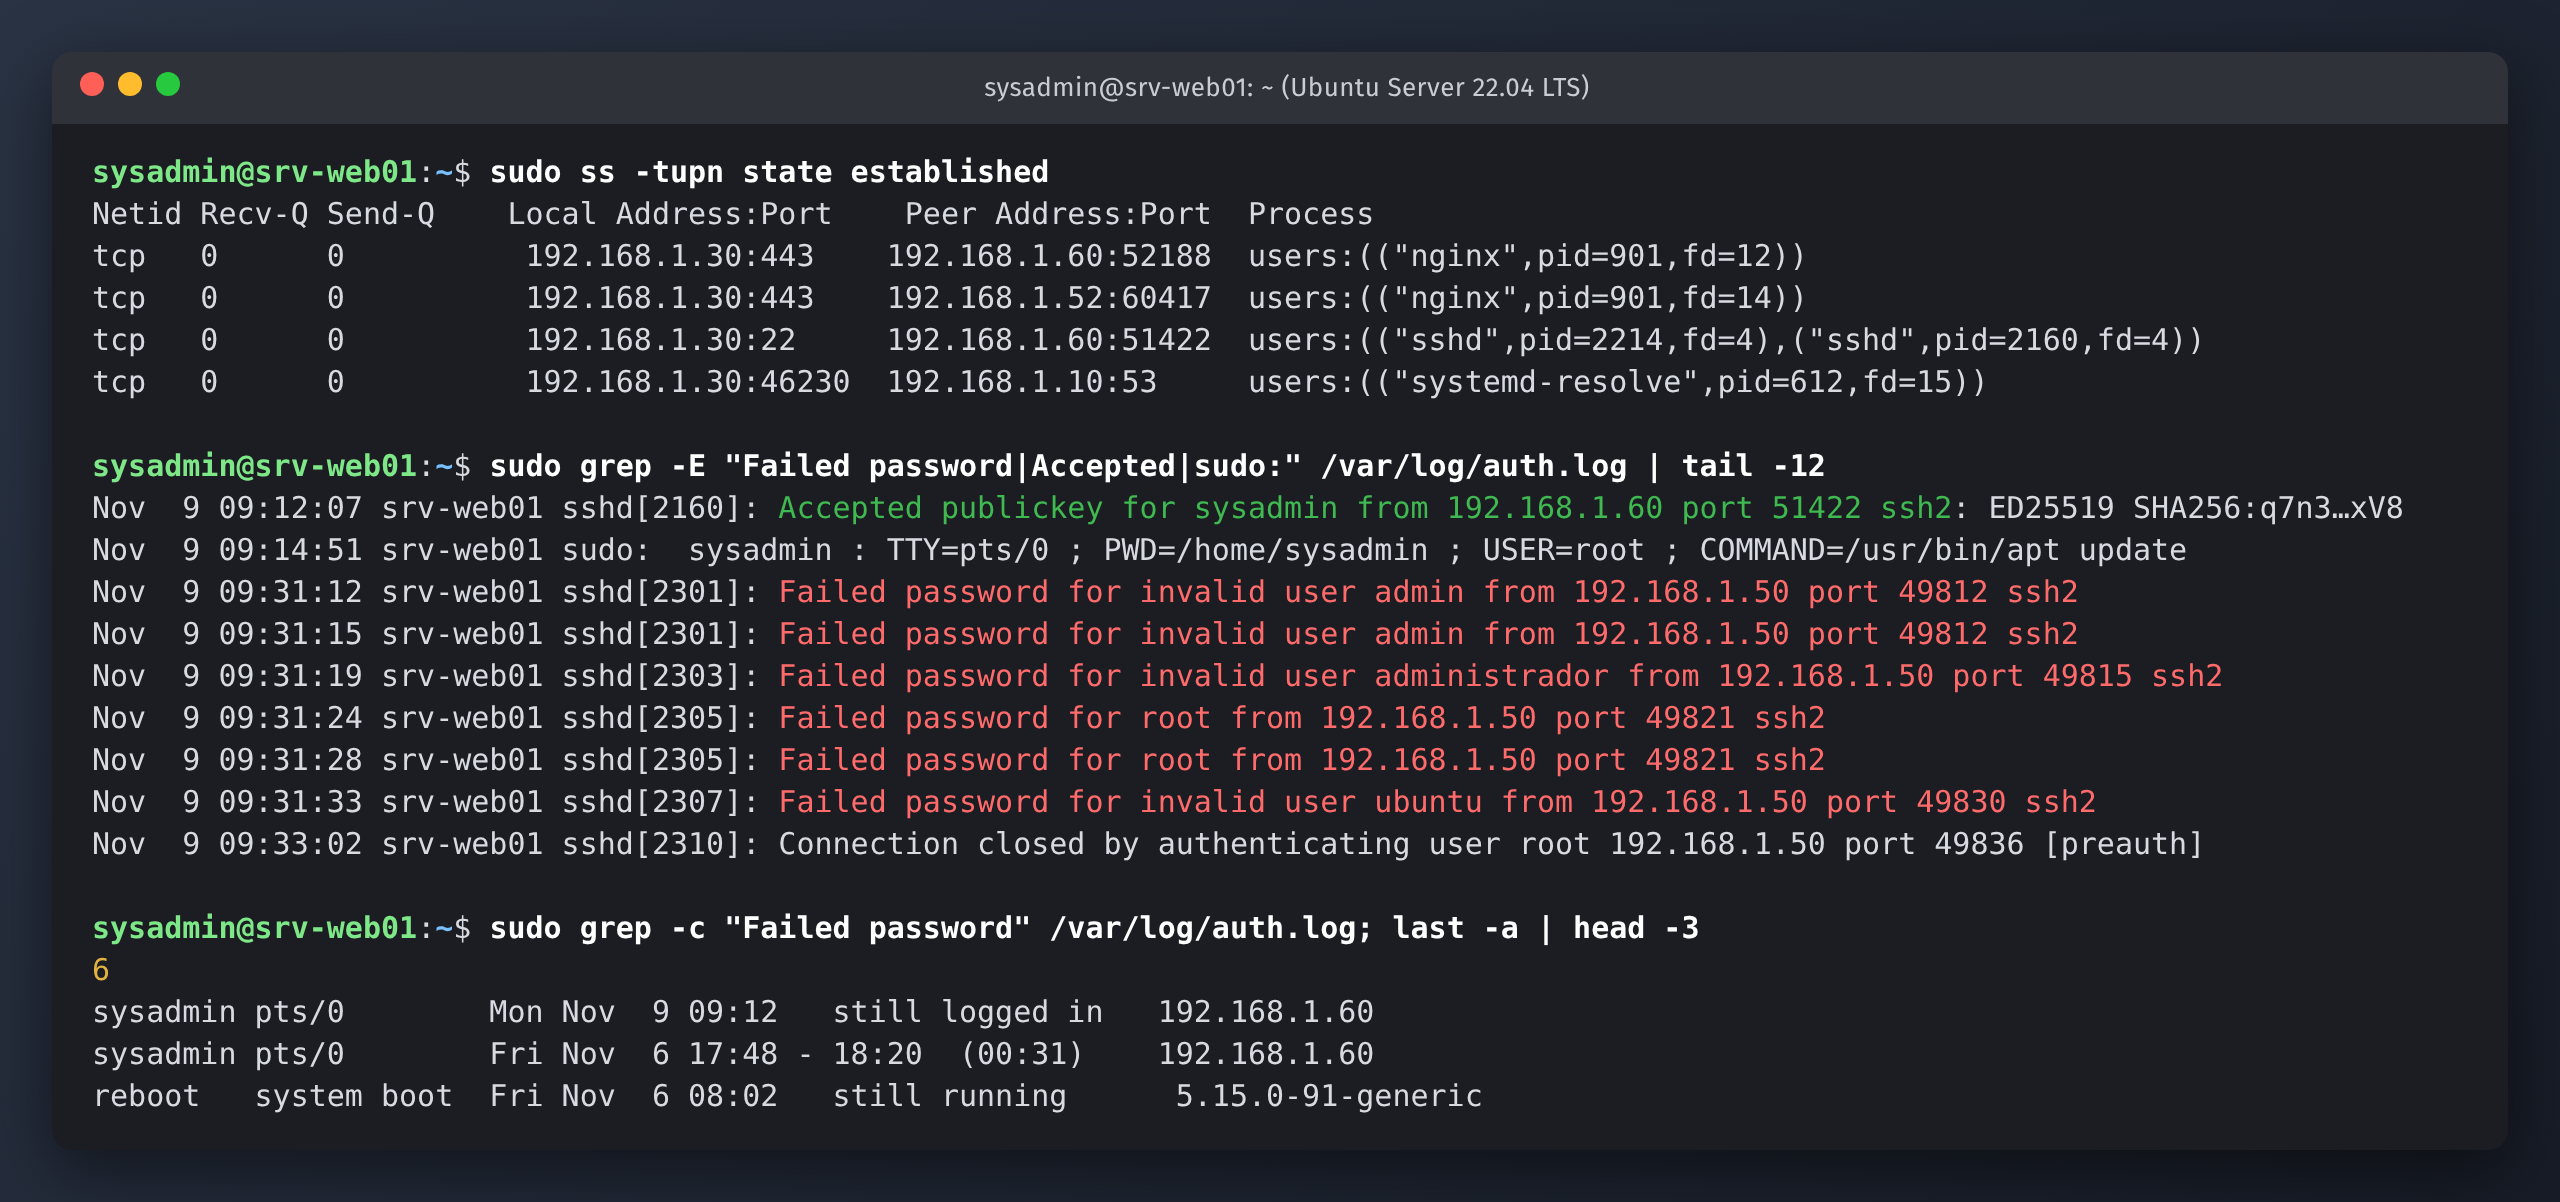 sysadmin@srv-web01: ~ (Ubuntu Server 22.04 LTS)
sysadmin@srv-web01:~$ sudo ss -tupn state established
Netid Recv-Q Send-Q    Local Address:Port    Peer Address:Port  Process
tcp   0      0          192.168.1.30:443    192.168.1.60:52188  users:(("nginx",pid=901,fd=12))
tcp   0      0          192.168.1.30:443    192.168.1.52:60417  users:(("nginx",pid=901,fd=14))
tcp   0      0          192.168.1.30:22     192.168.1.60:51422  users:(("sshd",pid=2214,fd=4),("sshd",pid=2160,fd=4))
tcp   0      0          192.168.1.30:46230  192.168.1.10:53     users:(("systemd-resolve",pid=612,fd=15))
sysadmin@srv-web01:~$ sudo grep -E "Failed password|Accepted|sudo:" /var/log/auth.log | tail -12
Nov  9 09:12:07 srv-web01 sshd[2160]: Accepted publickey for sysadmin from 192.168.1.60 port 51422 ssh2: ED25519 SHA256:q7n3…xV8
Nov  9 09:14:51 srv-web01 sudo:  sysadmin : TTY=pts/0 ; PWD=/home/sysadmin ; USER=root ; COMMAND=/usr/bin/apt update
Nov  9 09:31:12 srv-web01 sshd[2301]: Failed password for invalid user admin from 192.168.1.50 port 49812 ssh2
Nov  9 09:31:15 srv-web01 sshd[2301]: Failed password for invalid user admin from 192.168.1.50 port 49812 ssh2
Nov  9 09:31:19 srv-web01 sshd[2303]: Failed password for invalid user administrador from 192.168.1.50 port 49815 ssh2
Nov  9 09:31:24 srv-web01 sshd[2305]: Failed password for root from 192.168.1.50 port 49821 ssh2
Nov  9 09:31:28 srv-web01 sshd[2305]: Failed password for root from 192.168.1.50 port 49821 ssh2
Nov  9 09:31:33 srv-web01 sshd[2307]: Failed password for invalid user ubuntu from 192.168.1.50 port 49830 ssh2
Nov  9 09:33:02 srv-web01 sshd[2310]: Connection closed by authenticating user root 192.168.1.50 port 49836 [preauth]
sysadmin@srv-web01:~$ sudo grep -c "Failed password" /var/log/auth.log; last -a | head -3
6
sysadmin pts/0        Mon Nov  9 09:12   still logged in   192.168.1.60
sysadmin pts/0        Fri Nov  6 17:48 - 18:20  (00:31)    192.168.1.60
reboot   system boot  Fri Nov  6 08:02   still running      5.15.0-91-generic